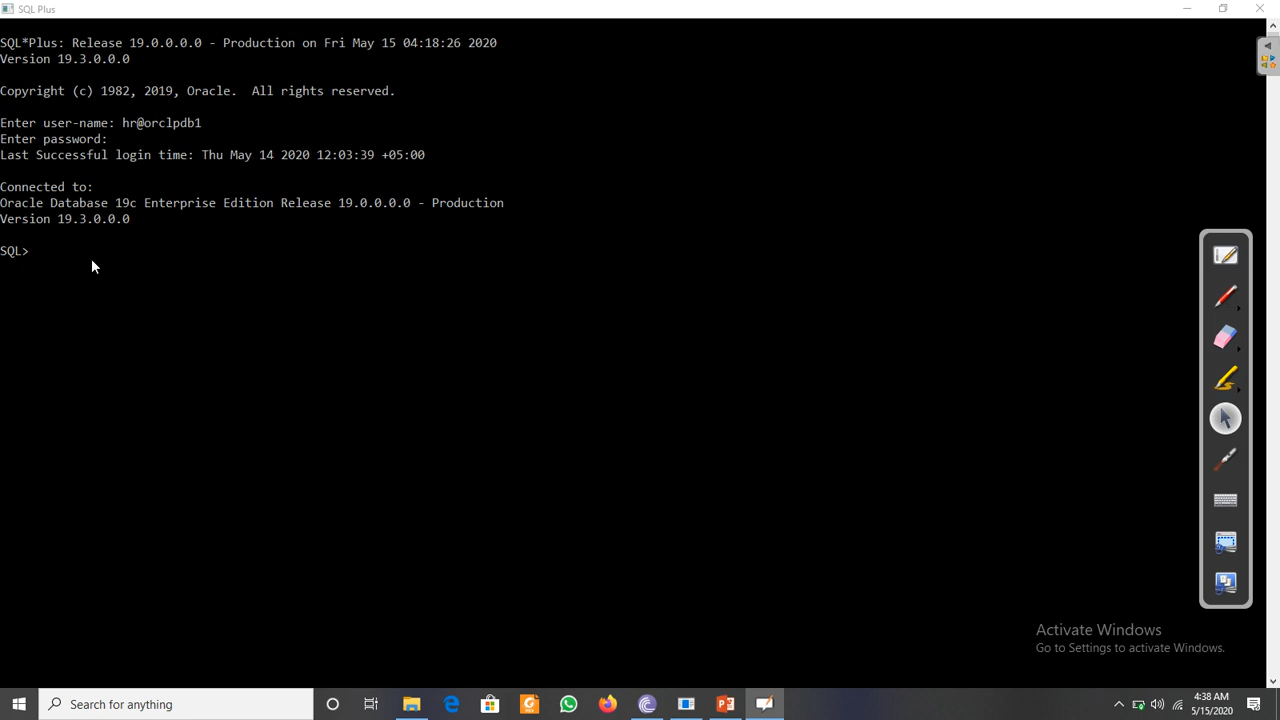 SQL Plus
SQL*Plus: Release 19.0.0.0.0 - Production on Fri May 15 04:18:26 2020
Version 19.3.0.0.0
Copyright (c) 1982, 2019, Oracle.  All rights reserved.
Enter user-name: hr@orclpdb1
Enter password:
Last Successful login time: Thu May 14 2020 12:03:39 +05:00
Connected to:
Oracle Database 19c Enterprise Edition Release 19.0.0.0.0 - Production
Version 19.3.0.0.0
SQL>
Activate Windows
Go to Settings to activate Windows.
Search for anything
4:38 AM
5/15/2020